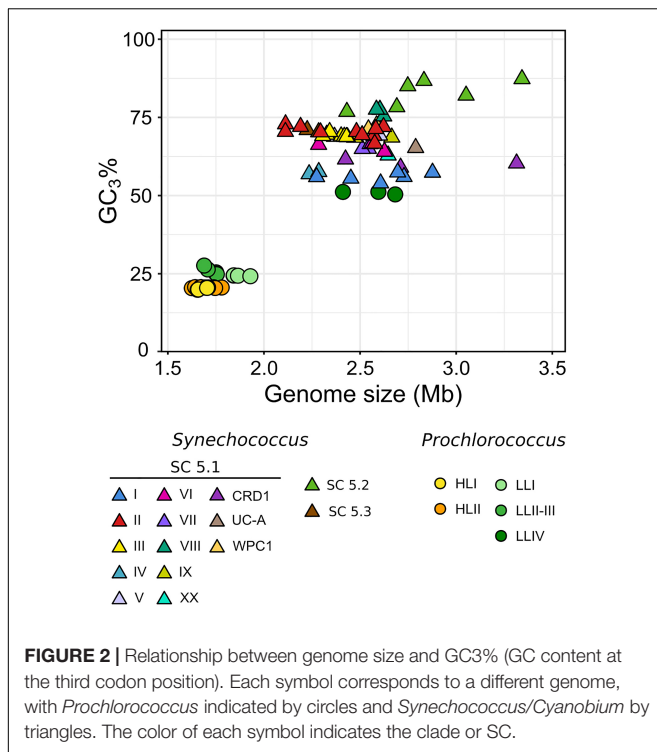 100
75
50
25
0
GC3%
1.5
2.0
2.5
3.0
3.5
Genome size (Mb)
Synechococcus
SC 5.1
I
II
III
IV
V
VI
VII
VIII
IX
XX
CRD1
UC-A
WPC1
SC 5.2
SC 5.3
Prochlorococcus
HLI
HLII
LLI
LLII-III
LLIV
FIGURE 2 | Relationship between genome size and GC3% (GC content at
the third codon position). Each symbol corresponds to a different genome,
with Prochlorococcus indicated by circles and Synechococcus/Cyanobium by
triangles. The color of each symbol indicates the clade or SC.